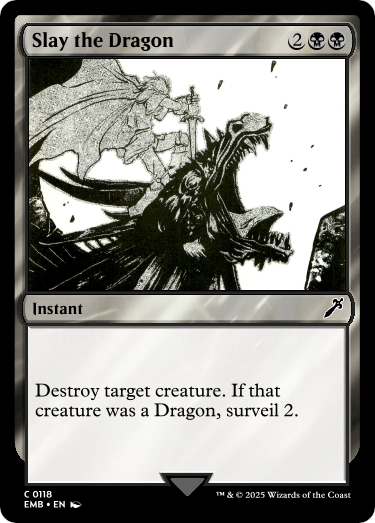 Slay the Dragon 2
Instant
Destroy target creature. If that
creature was a Dragon, surveil 2.
C 0118
EMB • EN
™ & © 2025 Wizards of the Coast